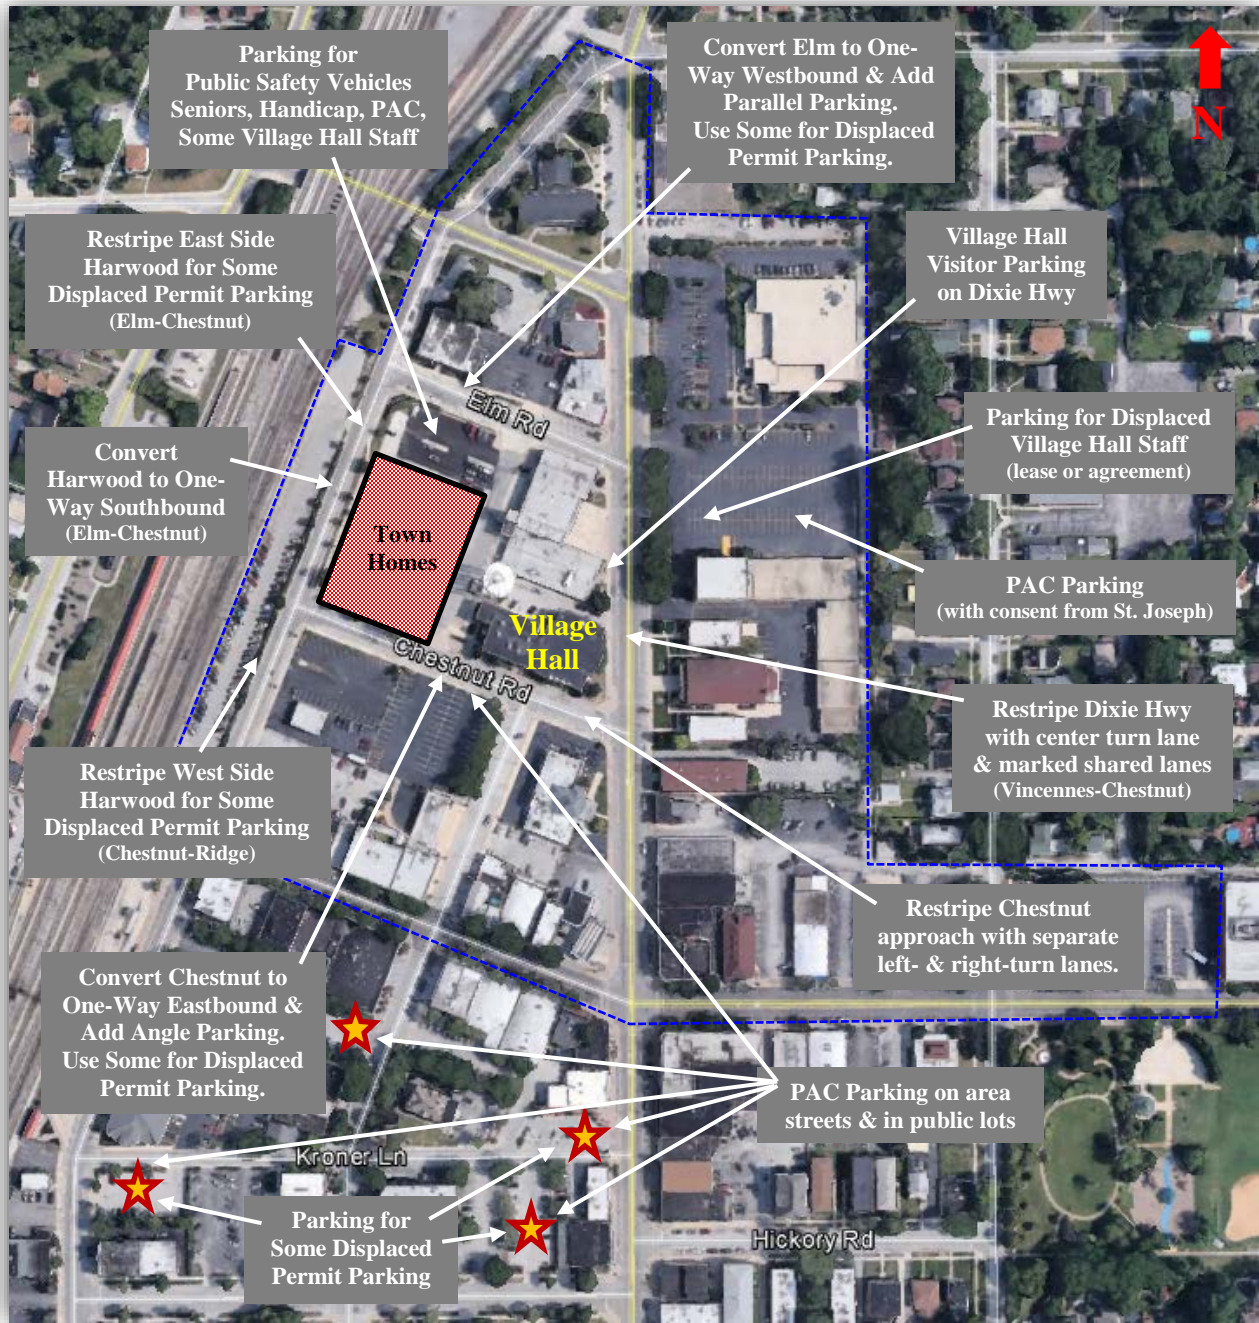 Parking for
Public Safety Vehicles
Seniors, Handicap, PAC,
Some Village Hall Staff
Convert Elm to One-
Way Westbound & Add
Parallel Parking.
Use Some for Displaced
Permit Parking.
N
Restripe East Side
Harwood for Some
Displaced Permit Parking
(Elm-Chestnut)
Village Hall
Visitor Parking
on Dixie Hwy
Elm Rd
Parking for Displaced
Village Hall Staff
(lease or agreement)
Convert
Harwood to One-
Way Southbound
(Elm-Chestnut)
Town
Homes
PAC Parking
(with consent from St. Joseph)
Village
Hall
Chestnut Rd
Restripe Dixie Hwy
with center turn lane
& marked shared lanes
(Vincennes-Chestnut)
Restripe West Side
Harwood for Some
Displaced Permit Parking
(Chestnut-Ridge)
Restripe Chestnut
approach with separate
left- & right-turn lanes.
Convert Chestnut to
One-Way Eastbound &
Add Angle Parking.
Use Some for Displaced
Permit Parking.
PAC Parking on area
streets & in public lots
Kroner Ln
Parking for
Some Displaced
Permit Parking
Hickory Rd